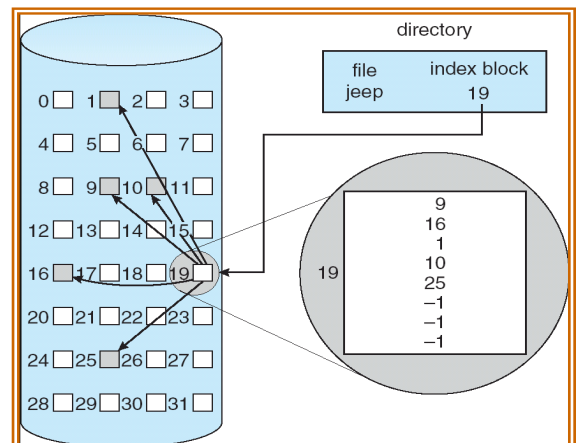 directory
file index block
jeep 19
0 1 2 3
4 5 6 7
8 9 10 11
12 13 14 15
16 17 18 19
20 21 22 23
24 25 26 27
28 29 30 31
19
9
16
1
10
25
–1
–1
–1